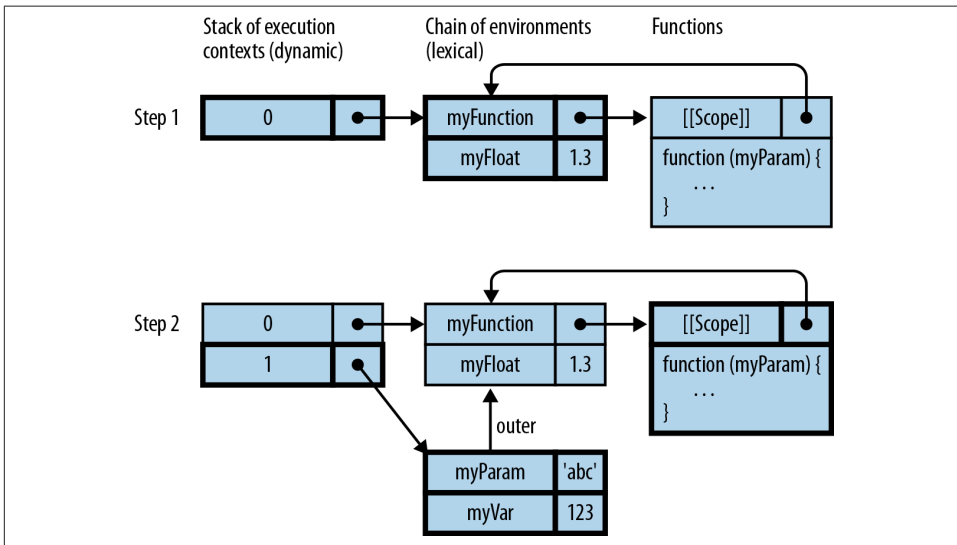 Stack of execution
contexts (dynamic)
Chain of environments
(lexical)
Functions
Step 1
0
myFunction
myFloat
1.3
[[Scope]]
function (myParam) {
...
}
Step 2
0
1
myFunction
myFloat
1.3
outer
myParam
'abc'
myVar
123
[[Scope]]
function (myParam) {
...
}